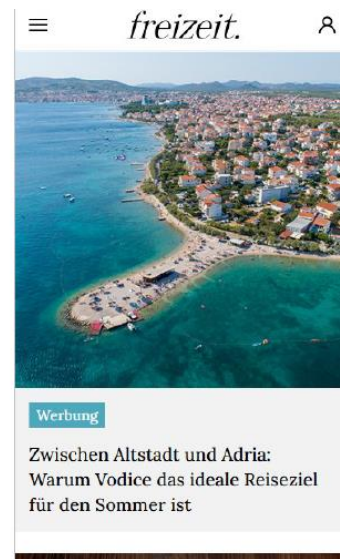 freizeit.
Werbung
Zwischen Altstadt und Adria:
Warum Vodice das ideale Reiseziel
für den Sommer ist